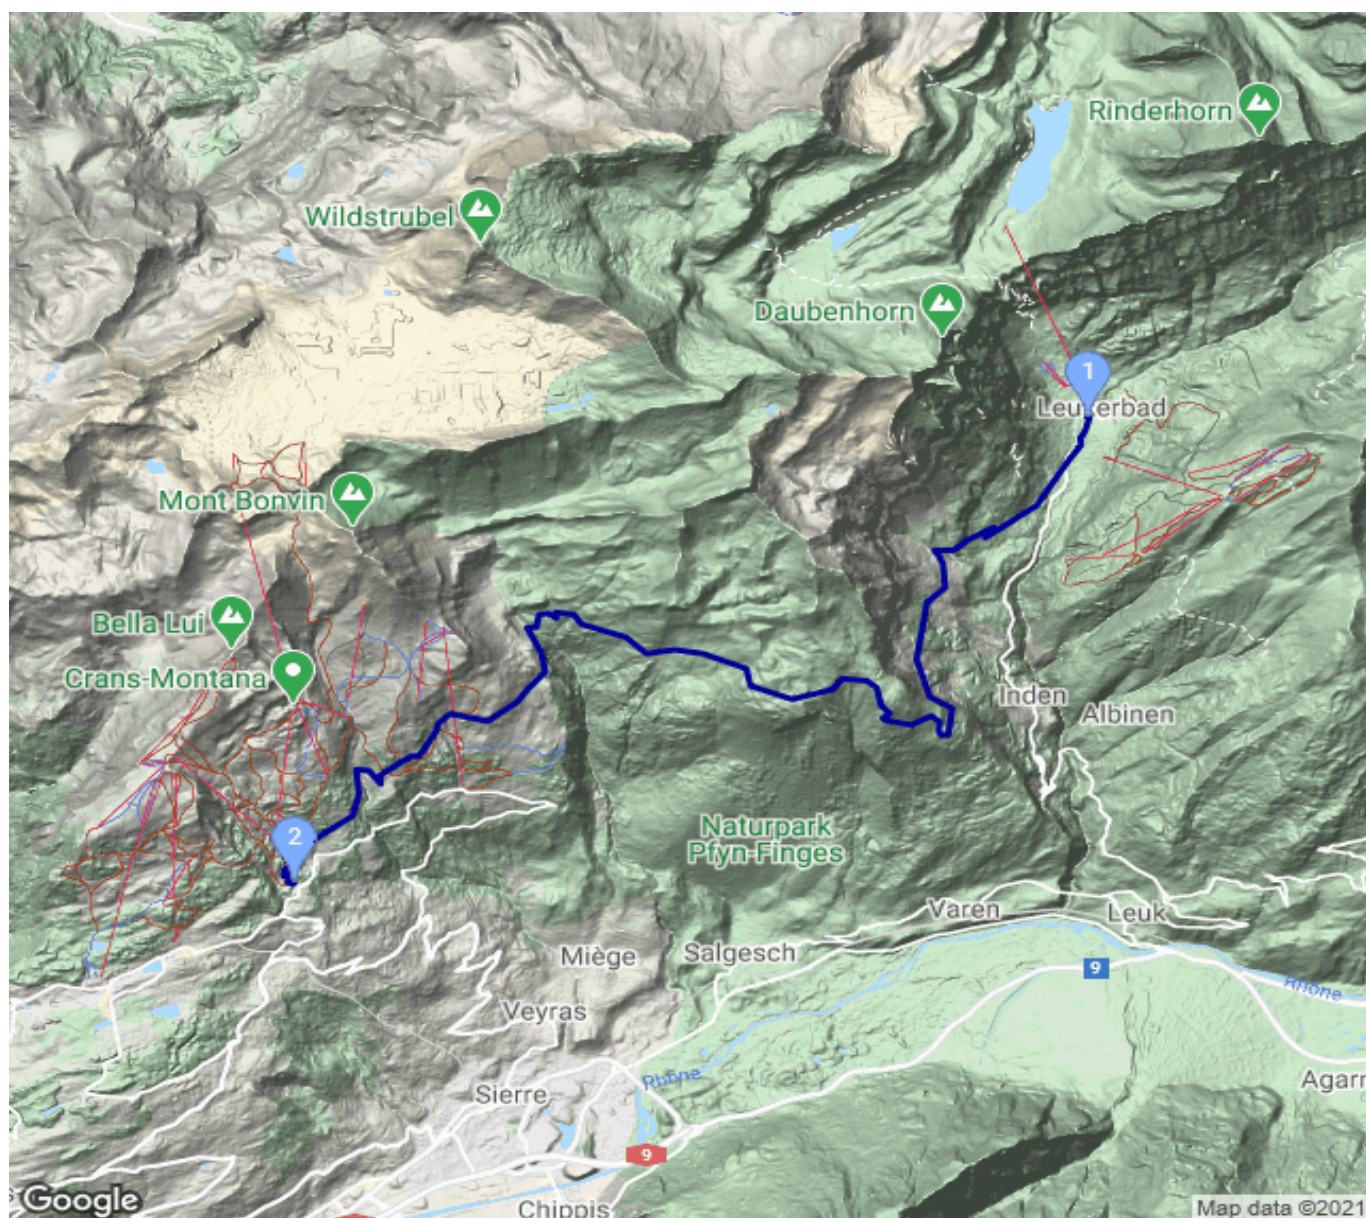 Rinderhorn
Wildstrubel
Daubenhorn
1
Leukerbad
Mont Bonvin
Bella Lui
Crans-Montana
Inden
Albinen
2
Naturpark
Pfyn-Finges
Varen
Leuk
Miège
Salgesch
9
Rhône
Veyras
Rhône
Sierre
Agarn
9
Google
Chippis
Map data ©2021